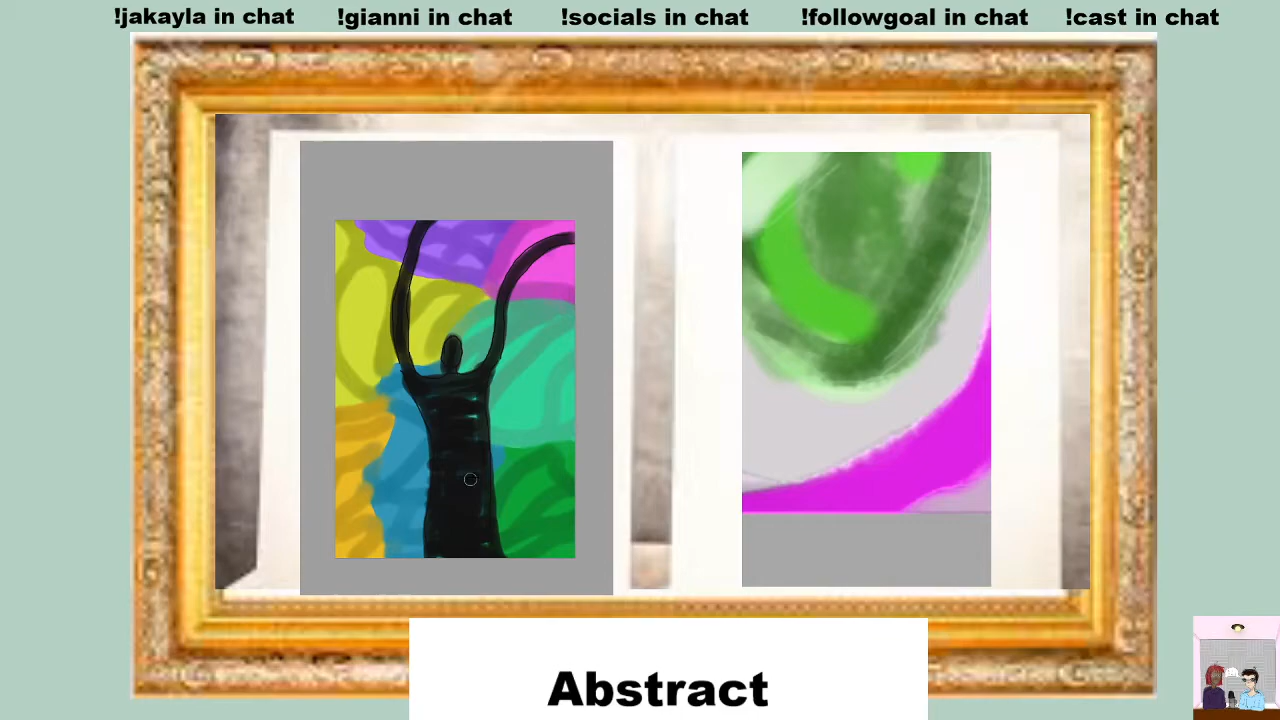 !jakayla in chat !gianni in chat !socials in chat !followgoal in chat !cast in chat
Abstract